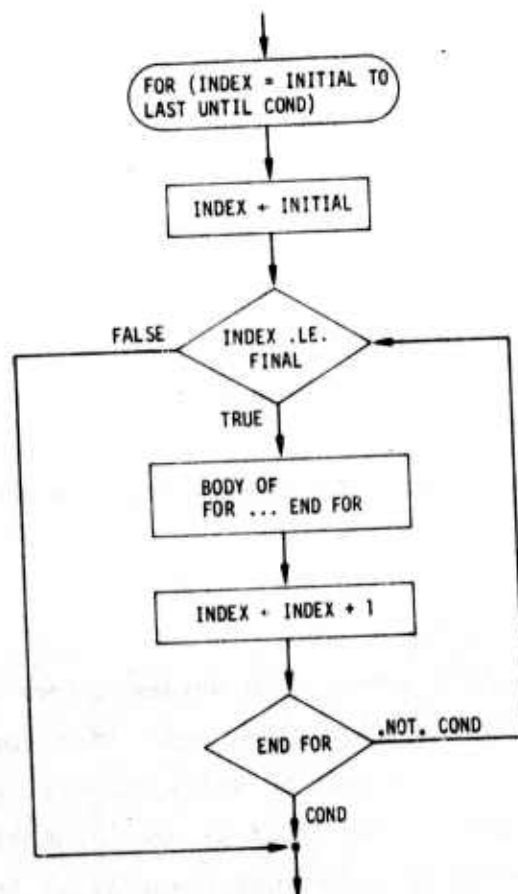 FOR (INDEX = INITIAL TO
LAST UNTIL COND)
INDEX ← INITIAL
FALSE
INDEX .LE.
FINAL
TRUE
BODY OF
FOR ... END FOR
INDEX ← INDEX + 1
END FOR
.NOT. COND
COND